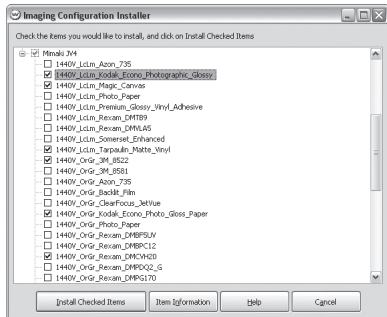 Imaging Configuration Installer
Check the items you would like to install, and click on Install Checked Items
Mimaki JV4
1440V_LcLm_Azon_735
1440V_LcLm_Kodak_Econo_Photographic_Glossy
1440V_LcLm_Magic_Canvas
1440V_LcLm_Photo_Paper
1440V_LcLm_Premium_Glossy_Vinyl_Adhesive
1440V_LcLm_Rexam_DMTB9
1440V_LcLm_Rexam_DMVLA5
1440V_LcLm_Somerset_Enhanced
1440V_LcLm_Tarpaulin_Matte_Vinyl
1440V_OrGr_3M_8522
1440V_OrGr_3M_8581
1440V_OrGr_Azon_735
1440V_OrGr_Backlit_Film
1440V_OrGr_ClearFocus_JetVue
1440V_OrGr_Kodak_Econo_Photo_Gloss_Paper
1440V_OrGr_Photo_Paper
1440V_OrGr_Rexam_DMBF5UV
1440V_OrGr_Rexam_DMBPC12
1440V_OrGr_Rexam_DMCVH20
1440V_OrGr_Rexam_DMPDQ2_G
1440V_OrGr_Rexam_DMPG170
Install Checked Items Item Information Help Cancel